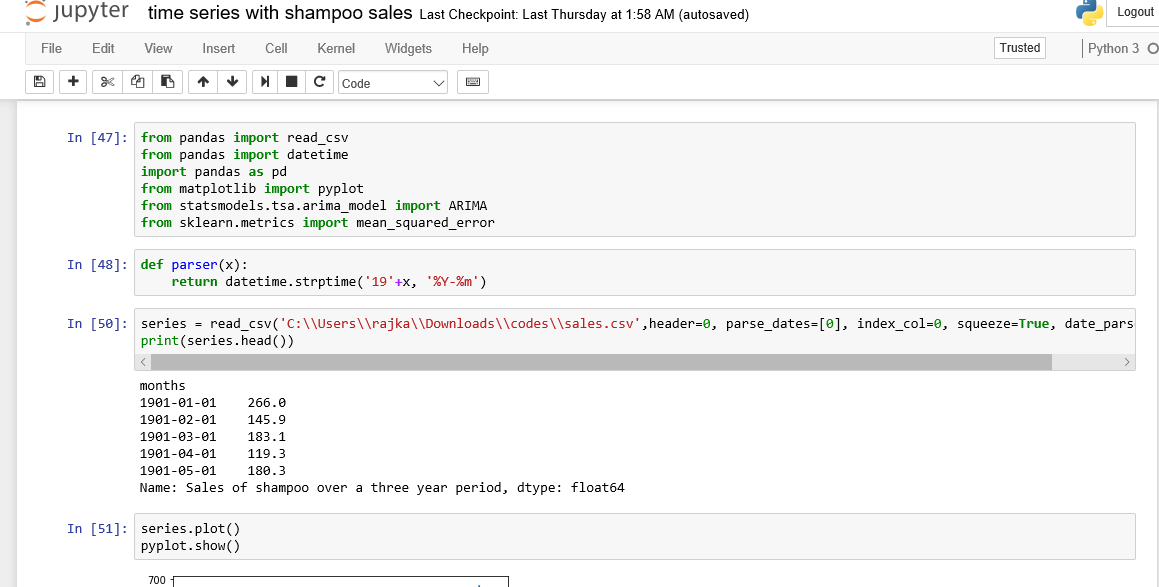 jupyter time series with shampoo sales Last Checkpoint: Last Thursday at 1:58 AM (autosaved) Logout
File Edit View Insert Cell Kernel Widgets Help Trusted Python 3
Code
In [47]: from pandas import read_csv
from pandas import datetime
import pandas as pd
from matplotlib import pyplot
from statsmodels.tsa.arima_model import ARIMA
from sklearn.metrics import mean_squared_error
In [48]: def parser(x):
    return datetime.strptime('19'+x, '%Y-%m')
In [50]: series = read_csv('C:\\Users\\rajka\\Downloads\\codes\\sales.csv',header=0, parse_dates=[0], index_col=0, squeeze=True, date_pars
print(series.head())
months
1901-01-01    266.0
1901-02-01    145.9
1901-03-01    183.1
1901-04-01    119.3
1901-05-01    180.3
Name: Sales of shampoo over a three year period, dtype: float64
In [51]: series.plot()
pyplot.show()
700